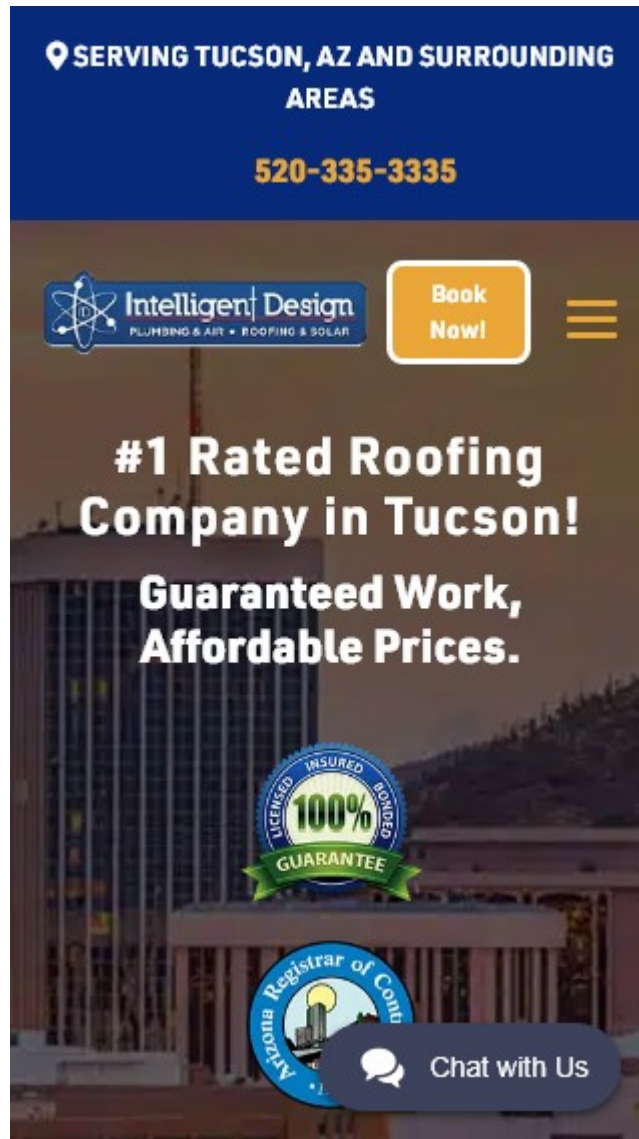 SERVING TUCSON, AZ AND SURROUNDING
AREAS
520-335-3335
Intelligent Design
PLUMBING & AIR • ROOFING & SOLAR
Book
Now!
#1 Rated Roofing
Company in Tucson!
Guaranteed Work,
Affordable Prices.
LICENSED INSURED BONDED
100%
GUARANTEE
Arizona Registrar of
Chat with Us